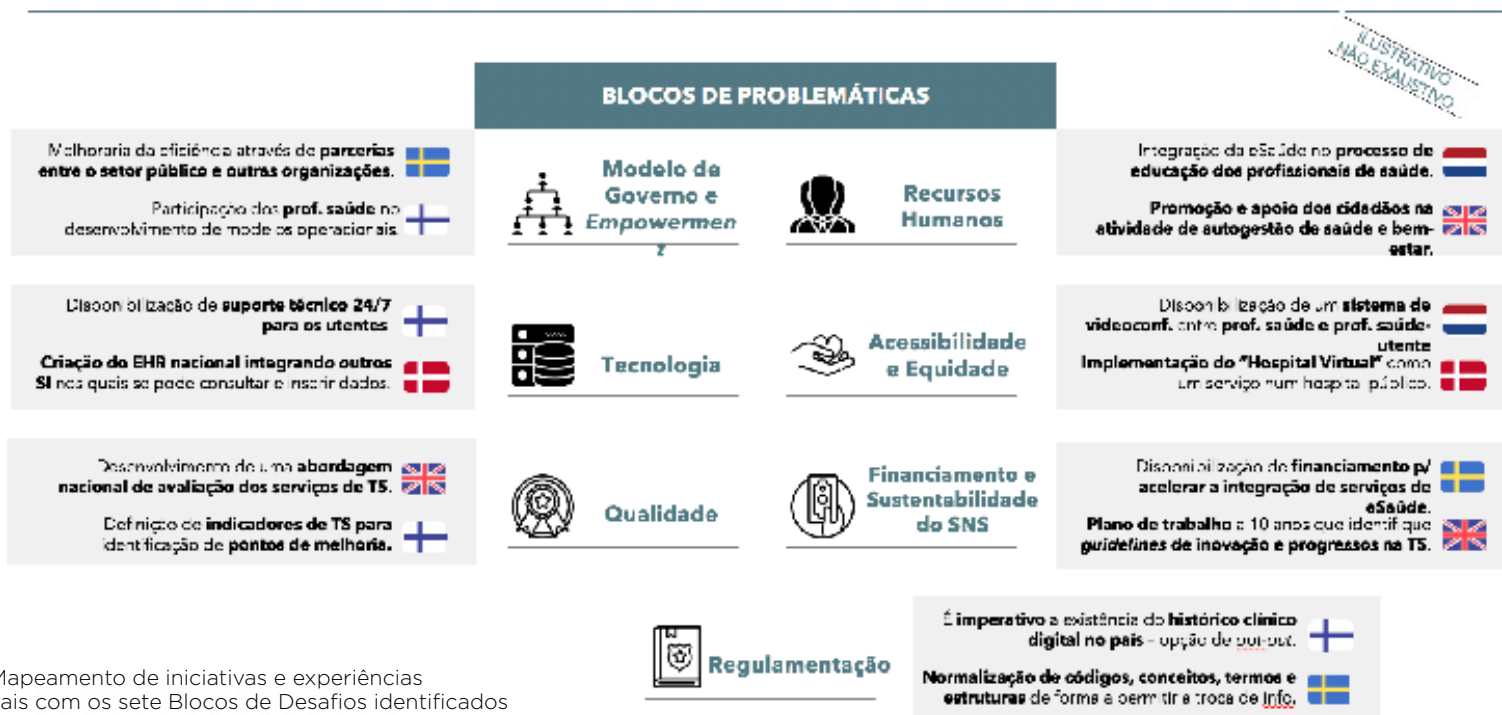 ILUSTRATIVO
NÃO EXAUSTIVO
BLOCOS DE PROBLEMÁTICAS
Melhoraria da eficiência através de parcerias
entre o setor público e outras organizações.
Participação dos prof. saúde no
desenvolvimento de modelos operacionais.
Modelo de
Governo e
Empowermen
t
Recursos
Humanos
Integração da eSaúde no processo de
educação dos profissionais de saúde.
Promoção e apoio dos cidadãos na
atividade de autogestão de saúde e bem-
estar.
Disponibilização de suporte técnico 24/7
para os utentes
Criação do EHR nacional integrando outros
SI nos quais se pode consultar e inserir dados.
Tecnologia
Acessibilidade
e Equidade
Disponibilização de um sistema de
videoconf. entre prof. saúde e prof. saúde-
utente
Implementação do "Hospital Virtual" como
um serviço num hospital público.
Desenvolvimento de uma abordagem
nacional de avaliação dos serviços de TS.
Definição de indicadores de TS para
identificação de pontos de melhoria.
Qualidade
Financiamento e
Sustentabilidade
do SNS
Disponibilização de financiamento p/
acelerar a integração de serviços de
eSaúde.
Plano de trabalho a 10 anos que identifique
guidelines de inovação e progressos na TS.
Regulamentação
É imperativo a existência do histórico clínico
digital no país - opção de opt-out.
Normalização de códigos, conceitos, termos e
estruturas de forma a permitir a troca de info.
Mapeamento de iniciativas e experiências
ais com os sete Blocos de Desafios identificados